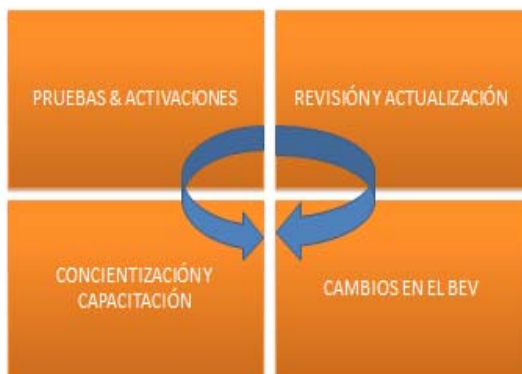 PRUEBAS & ACTIVACIONES
REVISIÓN Y ACTUALIZACIÓN
CONCIENTIZACIÓN Y
CAPACITACIÓN
CAMBIOS EN EL BEV